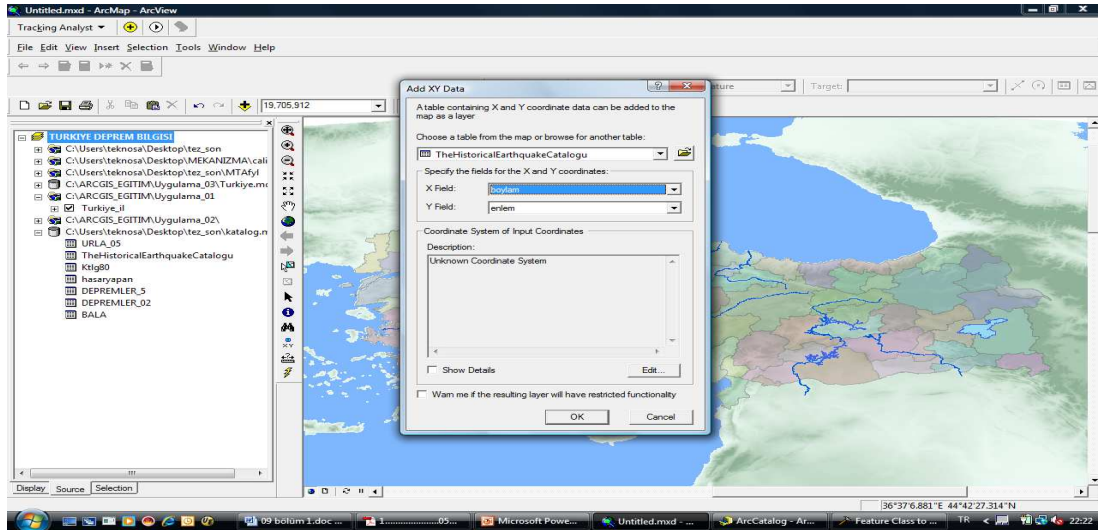 Untitled.mxd - ArcMap - ArcView
Tracking Analyst
File Edit View Insert Selection Tools Window Help
Target:
19,705,912
TURKIYE DEPREM BILGISI
C:\Users\teknosa\Desktop\tez_son
C:\Users\teknosa\Desktop\MEKANIZMA\cali
C:\Users\teknosa\Desktop\tez_son\MTAfyl
C:\ARCGIS_EGITIM\Uygulama_03\Turkiye.m
C:\ARCGIS_EGITIM\Uygulama_01
Turkiye_il
C:\ARCGIS_EGITIM\Uygulama_02\
C:\Users\teknosa\Desktop\tez_son\katalog.m
URLA_05
TheHistoricalEarthquakeCatalogu
Ktlg80
hasaryapan
DEPREMLER_5
DEPREMLER_02
BALA
Display Source Selection
Add XY Data
A table containing X and Y coordinate data can be added to the
map as a layer
Choose a table from the map or browse for another table:
TheHistoricalEarthquakeCatalogu
Specify the fields for the X and Y coordinates:
X Field: boylam
Y Field: enlem
Coordinate System of Input Coordinates
Description:
Unknown Coordinate System
Show Details Edit...
Warn me if the resulting layer will have restricted functionality
OK Cancel
36°37'6.881"E 44°42'27.314"N
09 bölüm 1.doc ... 1..................05... Microsoft Powe... Untitled.mxd - ... ArcCatalog - Ar... Feature Class to ... TR 22:22